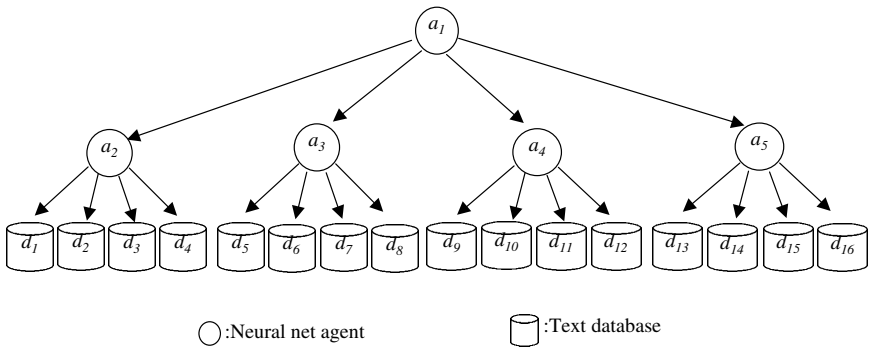 a1
a2 a3 a4 a5
d1 d2 d3 d4 d5 d6 d7 d8 d9 d10 d11 d12 d13 d14 d15 d16
:Neural net agent :Text database